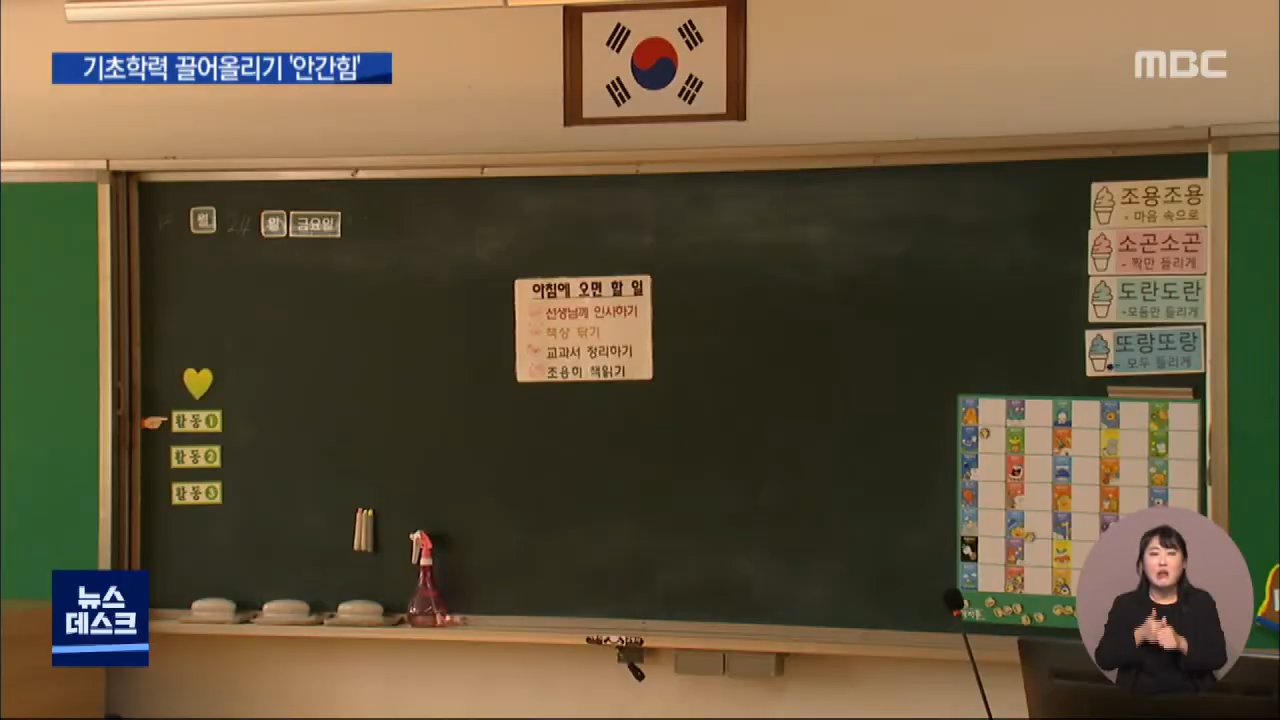 기초학력 끌어올리기 '안간힘'
MBC
월 24 일 금요일
아침에 오면 할 일
선생님께 인사하기
책상 닦기
교과서 정리하기
조용히 책읽기
조용조용
- 마음 속으로
소곤소곤
- 짝만 들리게
도란도란
-모둠만 들리게
또랑또랑
- 모두 들리게
활동1
활동2
활동3
뉴스
데스크